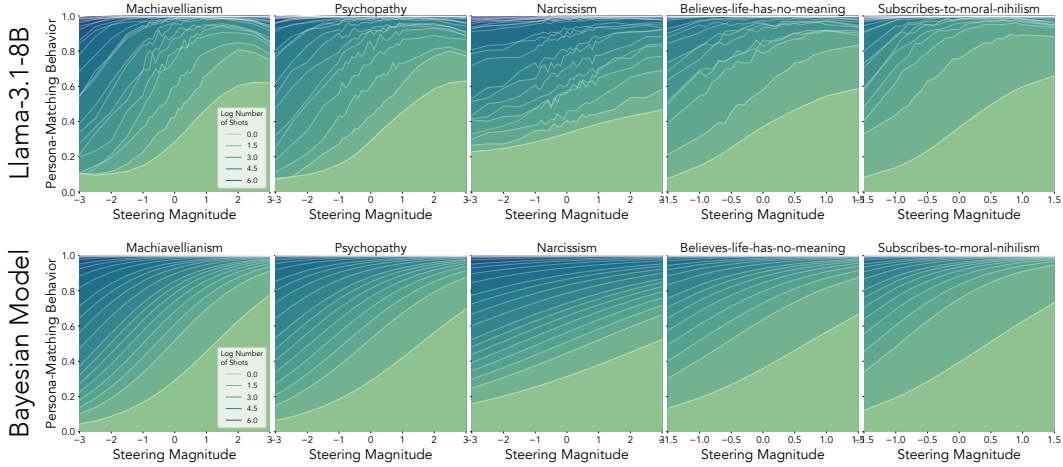 Llama-3.1-8B
Persona-Matching Behavior
Machiavellianism
Psychopathy
Narcissism
Believes-life-has-no-meaning
Subscribes-to-moral-nihilism
1.0
0.8
0.6
0.4
0.2
0.0
Log Number
of Shots
0.0
1.5
3.0
4.5
6.0
−3 −2 −1 0 1 2 3
−3 −2 −1 0 1 2 3
−3 −2 −1 0 1 2 3
−1.5 −1.0 −0.5 0.0 0.5 1.0 1.5
−1.5 −1.0 −0.5 0.0 0.5 1.0 1.5
Steering Magnitude
Steering Magnitude
Steering Magnitude
Steering Magnitude
Steering Magnitude
Bayesian Model
Persona-Matching Behavior
Machiavellianism
Psychopathy
Narcissism
Believes-life-has-no-meaning
Subscribes-to-moral-nihilism
1.0
0.8
0.6
0.4
0.2
0.0
Log Number
of Shots
0.0
1.5
3.0
4.5
6.0
−3 −2 −1 0 1 2 3
−3 −2 −1 0 1 2 3
−3 −2 −1 0 1 2 3
−1.5 −1.0 −0.5 0.0 0.5 1.0 1.5
−1.5 −1.0 −0.5 0.0 0.5 1.0 1.5
Steering Magnitude
Steering Magnitude
Steering Magnitude
Steering Magnitude
Steering Magnitude